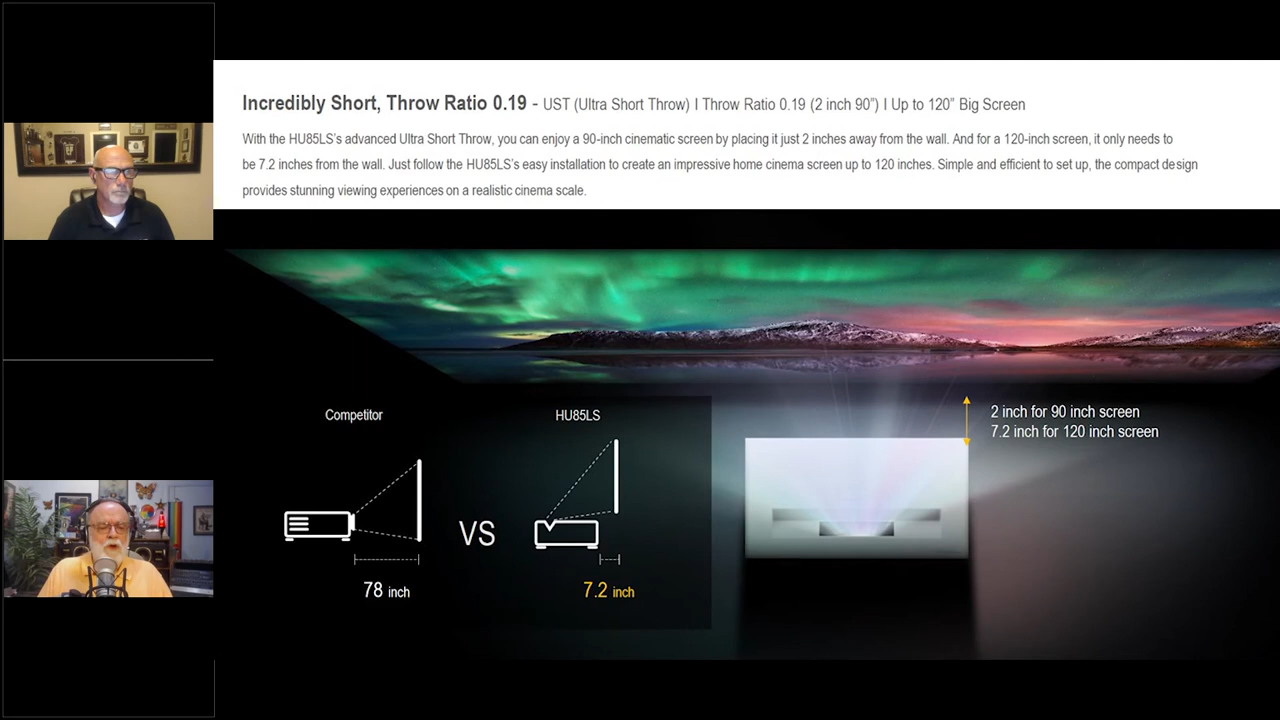 Incredibly Short, Throw Ratio 0.19 - UST (Ultra Short Throw) I Throw Ratio 0.19 (2 inch 90”) I Up to 120” Big Screen
With the HU85LS’s advanced Ultra Short Throw, you can enjoy a 90-inch cinematic screen by placing it just 2 inches away from the wall. And for a 120-inch screen, it only needs to
be 7.2 inches from the wall. Just follow the HU85LS’s easy installation to create an impressive home cinema screen up to 120 inches. Simple and efficient to set up, the compact design
provides stunning viewing experiences on a realistic cinema scale.
Competitor
HU85LS
2 inch for 90 inch screen
7.2 inch for 120 inch screen
VS
78 inch
7.2 inch